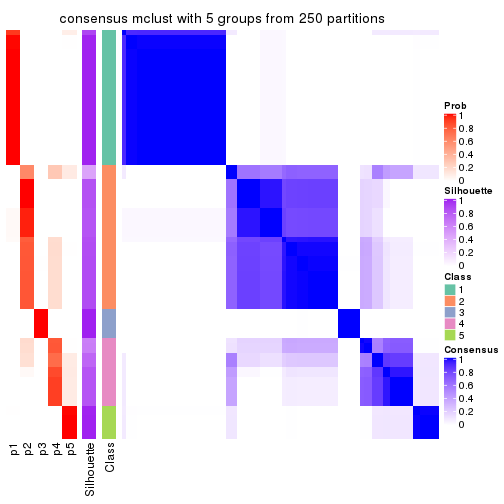 consensus mclust with 5 groups from 250 partitions
Prob
1
0.8
0.6
0.4
0.2
0
Silhouette
1
0.8
0.6
0.4
0.2
0
Class
1
2
3
4
5
Consensus
1
0.8
0.6
0.4
0.2
0
p1
p2
p3
p4
p5
Silhouette
Class